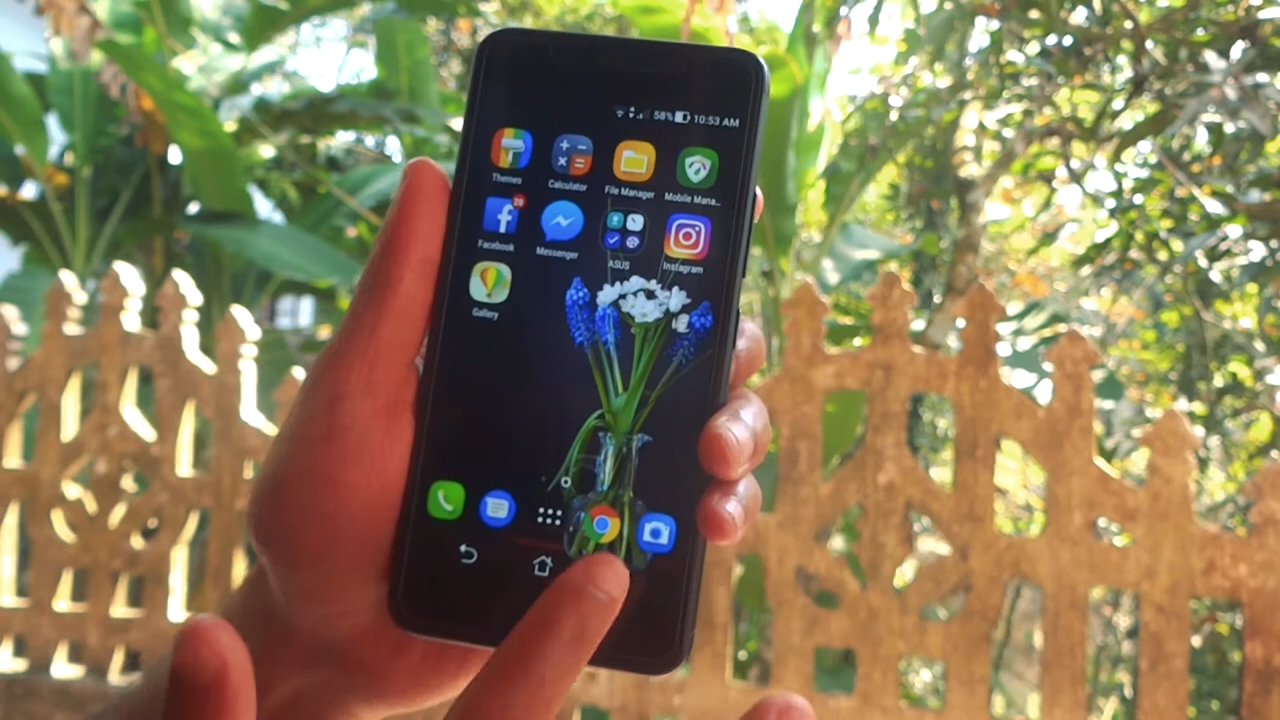 58% 10:53 AM
Themes Calculator File Manager Mobile Mana..
29
Facebook Messenger ASUS Instagram
Gallery